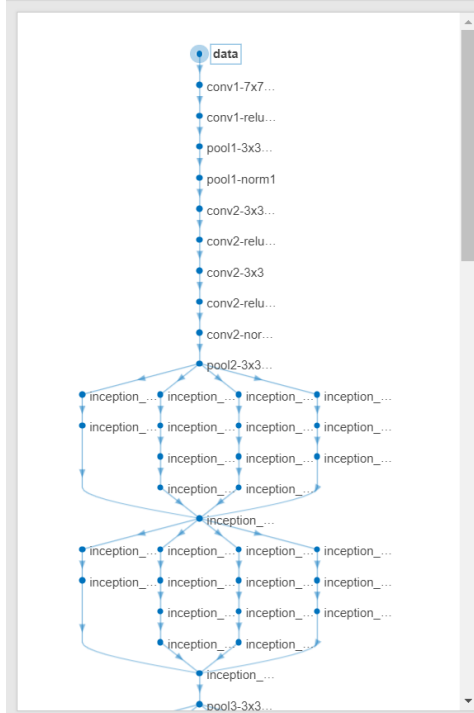 data
conv1-7x7...
conv1-relu...
pool1-3x3...
pool1-norm1
conv2-3x3...
conv2-relu...
conv2-3x3
conv2-relu...
conv2-nor...
pool2-3x3...
inception_... inception_... inception_... inception_...
inception_... inception_... inception_... inception_...
inception_... inception_... inception_...
inception_... inception_...
inception_...
inception_... inception_... inception_... inception_...
inception_... inception_... inception_... inception_...
inception_... inception_... inception_...
inception_... inception_...
inception_...
pool3-3x3...